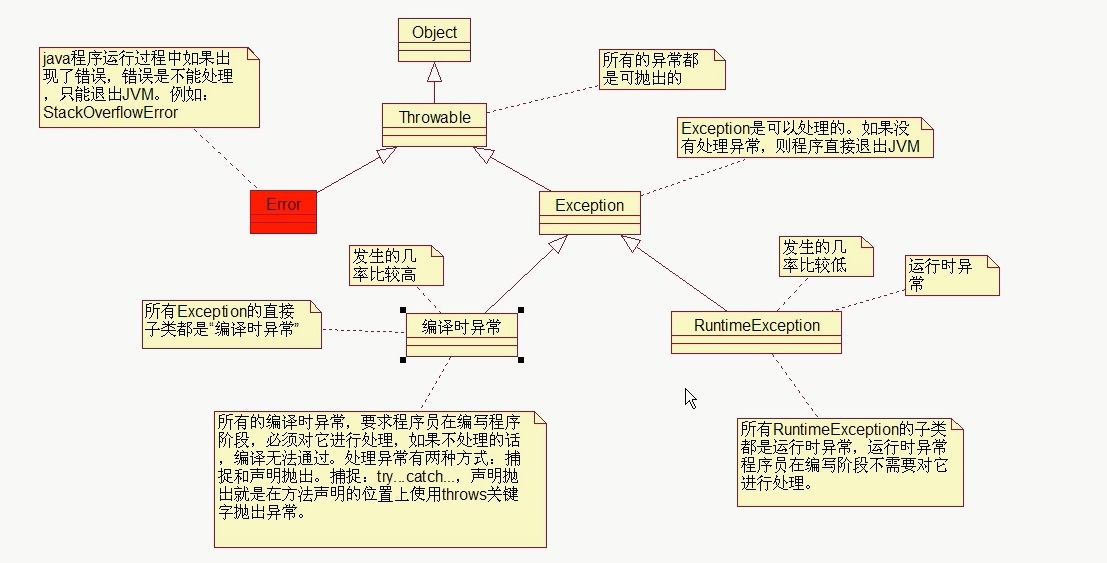 Object
java程序运行过程中如果出
现了错误，错误是不能处理
，只能退出JVM。例如：
StackOverflowError
所有的异常都
是可抛出的
Throwable
Exception是可以处理的。如果没
有处理异常，则程序直接退出JVM
Error
Exception
发生的几
率比较高
发生的几
率比较低
运行时异
常
所有Exception的直接
子类都是“编译时异常”
编译时异常
RuntimeException
所有的编译时异常，要求程序员在编写程序
阶段，必须对它进行处理，如果不处理的话
，编译无法通过。处理异常有两种方式：捕
捉和声明抛出。捕捉：try...catch...，声明抛
出就是在方法声明的位置上使用throws关键
字抛出异常。
所有RuntimeException的子类
都是运行时异常，运行时异常
程序员在编写阶段不需要对它
进行处理。